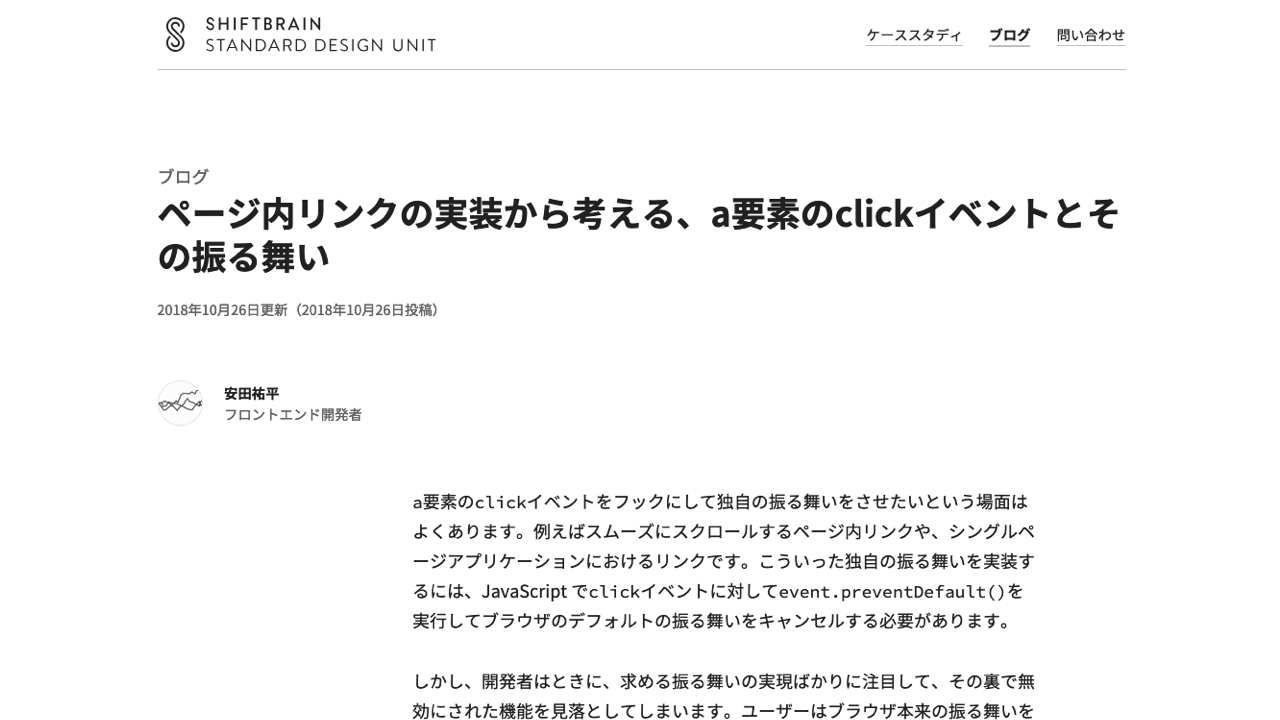 SHIFTBRAIN
STANDARD DESIGN UNIT
ケーススタディ
ブログ
問い合わせ
ブログ
ページ内リンクの実装から考える、a要素のclickイベントとそ
の振る舞い
2018年10月26日更新（2018年10月26日投稿）
安田祐平
フロントエンド開発者
a要素のclickイベントをフックにして独自の振る舞いをさせたいという場面は
よくあります。例えばスムーズにスクロールするページ内リンクや、シングルペ
ージアプリケーションにおけるリンクです。こういった独自の振る舞いを実装す
るには、JavaScript でclickイベントに対してevent.preventDefault()を
実行してブラウザのデフォルトの振る舞いをキャンセルする必要があります。
しかし、開発者はときに、求める振る舞いの実現ばかりに注目して、その裏で無
効にされた機能を見落としてしまいます。ユーザーはブラウザ本来の振る舞いを